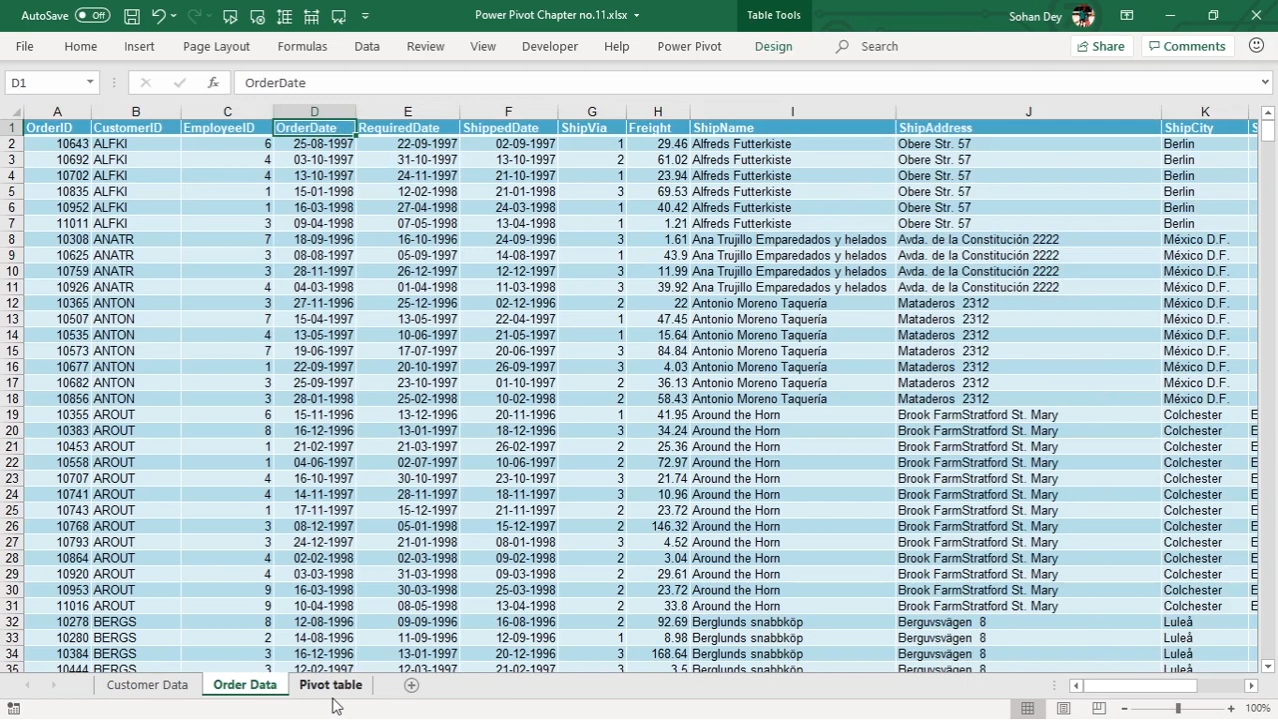 AutoSave Off Power Pivot Chapter no.11.xlsx Table Tools Sohan Dey
File Home Insert Page Layout Formulas Data Review View Developer Help Power Pivot Design Search Share Comments
D1 fx OrderDate
A B C D E F G H I J K
1 OrderID CustomerID EmployeeID OrderDate RequiredDate ShippedDate ShipVia Freight ShipName ShipAddress ShipCity S
2 10643 ALFKI 6 25-08-1997 22-09-1997 02-09-1997 1 29.46 Alfreds Futterkiste Obere Str. 57 Berlin
3 10692 ALFKI 4 03-10-1997 31-10-1997 13-10-1997 2 61.02 Alfreds Futterkiste Obere Str. 57 Berlin
4 10702 ALFKI 4 13-10-1997 24-11-1997 21-10-1997 1 23.94 Alfreds Futterkiste Obere Str. 57 Berlin
5 10835 ALFKI 1 15-01-1998 12-02-1998 21-01-1998 3 69.53 Alfreds Futterkiste Obere Str. 57 Berlin
6 10952 ALFKI 1 16-03-1998 27-04-1998 24-03-1998 1 40.42 Alfreds Futterkiste Obere Str. 57 Berlin
7 11011 ALFKI 3 09-04-1998 07-05-1998 13-04-1998 1 1.21 Alfreds Futterkiste Obere Str. 57 Berlin
8 10308 ANATR 7 18-09-1996 16-10-1996 24-09-1996 3 1.61 Ana Trujillo Emparedados y helados Avda. de la Constitución 2222 México D.F.
9 10625 ANATR 3 08-08-1997 05-09-1997 14-08-1997 1 43.9 Ana Trujillo Emparedados y helados Avda. de la Constitución 2222 México D.F.
10 10759 ANATR 3 28-11-1997 26-12-1997 12-12-1997 3 11.99 Ana Trujillo Emparedados y helados Avda. de la Constitución 2222 México D.F.
11 10926 ANATR 4 04-03-1998 01-04-1998 11-03-1998 3 39.92 Ana Trujillo Emparedados y helados Avda. de la Constitución 2222 México D.F.
12 10365 ANTON 3 27-11-1996 25-12-1996 02-12-1996 2 22 Antonio Moreno Taquería Mataderos 2312 México D.F.
13 10507 ANTON 7 15-04-1997 13-05-1997 22-04-1997 1 47.45 Antonio Moreno Taquería Mataderos 2312 México D.F.
14 10535 ANTON 4 13-05-1997 10-06-1997 21-05-1997 1 15.64 Antonio Moreno Taquería Mataderos 2312 México D.F.
15 10573 ANTON 7 19-06-1997 17-07-1997 20-06-1997 3 84.84 Antonio Moreno Taquería Mataderos 2312 México D.F.
16 10677 ANTON 1 22-09-1997 20-10-1997 26-09-1997 3 4.03 Antonio Moreno Taquería Mataderos 2312 México D.F.
17 10682 ANTON 3 25-09-1997 23-10-1997 01-10-1997 2 36.13 Antonio Moreno Taquería Mataderos 2312 México D.F.
18 10856 ANTON 3 28-01-1998 25-02-1998 10-02-1998 2 58.43 Antonio Moreno Taquería Mataderos 2312 México D.F.
19 10355 AROUT 6 15-11-1996 13-12-1996 20-11-1996 1 41.95 Around the Horn Brook FarmStratford St. Mary Colchester E
20 10383 AROUT 8 16-12-1996 13-01-1997 18-12-1996 3 34.24 Around the Horn Brook FarmStratford St. Mary Colchester E
21 10453 AROUT 1 21-02-1997 21-03-1997 26-02-1997 2 25.36 Around the Horn Brook FarmStratford St. Mary Colchester E
22 10558 AROUT 1 04-06-1997 02-07-1997 10-06-1997 2 72.97 Around the Horn Brook FarmStratford St. Mary Colchester E
23 10707 AROUT 4 16-10-1997 30-10-1997 23-10-1997 3 21.74 Around the Horn Brook FarmStratford St. Mary Colchester E
24 10741 AROUT 4 14-11-1997 28-11-1997 18-11-1997 3 10.96 Around the Horn Brook FarmStratford St. Mary Colchester E
25 10743 AROUT 1 17-11-1997 15-12-1997 21-11-1997 2 23.72 Around the Horn Brook FarmStratford St. Mary Colchester E
26 10768 AROUT 3 08-12-1997 05-01-1998 15-12-1997 2 146.32 Around the Horn Brook FarmStratford St. Mary Colchester E
27 10793 AROUT 3 24-12-1997 21-01-1998 08-01-1998 3 4.52 Around the Horn Brook FarmStratford St. Mary Colchester E
28 10864 AROUT 4 02-02-1998 02-03-1998 09-02-1998 2 3.04 Around the Horn Brook FarmStratford St. Mary Colchester E
29 10920 AROUT 4 03-03-1998 31-03-1998 09-03-1998 2 29.61 Around the Horn Brook FarmStratford St. Mary Colchester E
30 10953 AROUT 9 16-03-1998 30-03-1998 25-03-1998 2 23.72 Around the Horn Brook FarmStratford St. Mary Colchester E
31 11016 AROUT 9 10-04-1998 08-05-1998 13-04-1998 2 33.8 Around the Horn Brook FarmStratford St. Mary Colchester E
32 10278 BERGS 8 12-08-1996 09-09-1996 16-08-1996 2 92.69 Berglunds snabbköp Berguvsvägen 8 Luleå
33 10280 BERGS 2 14-08-1996 11-09-1996 12-09-1996 1 8.98 Berglunds snabbköp Berguvsvägen 8 Luleå
34 10384 BERGS 3 16-12-1996 13-01-1997 20-12-1996 3 168.64 Berglunds snabbköp Berguvsvägen 8 Luleå
35 10444 BERGS 3 12-02-1997 12-03-1997 21-02-1997 3 3.5 Berglunds snabbköp Berguvsvägen 8 Luleå
Customer Data Order Data Pivot table
100%